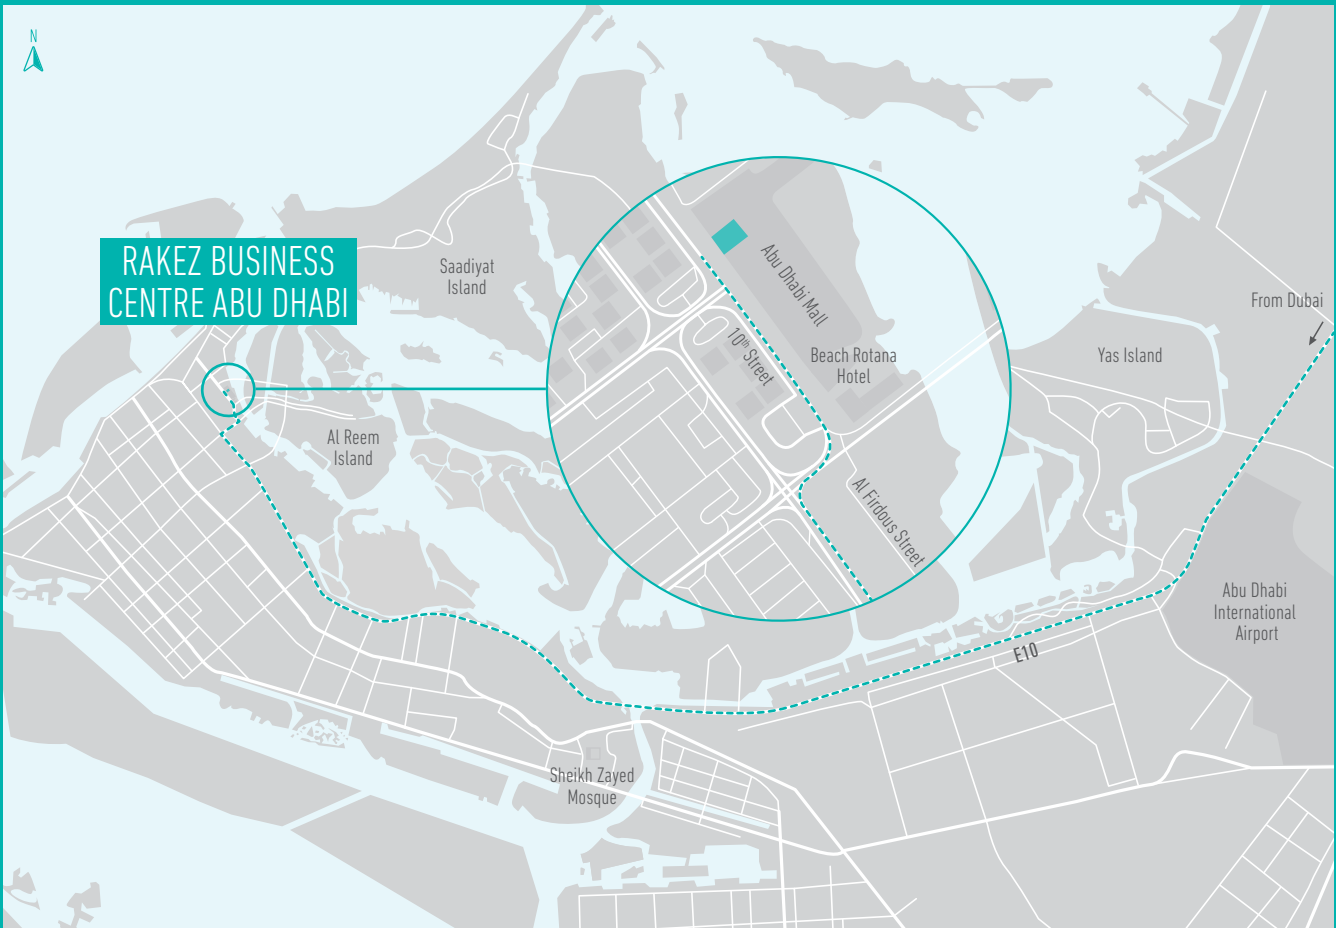 N
RAKEZ BUSINESS
CENTRE ABU DHABI
Saadiyat
Island
Al Reem
Island
Abu Dhabi Mall
10th Street
Beach Rotana
Hotel
Al Firdous Street
From Dubai
Yas Island
Abu Dhabi
International
Airport
E10
Sheikh Zayed
Mosque